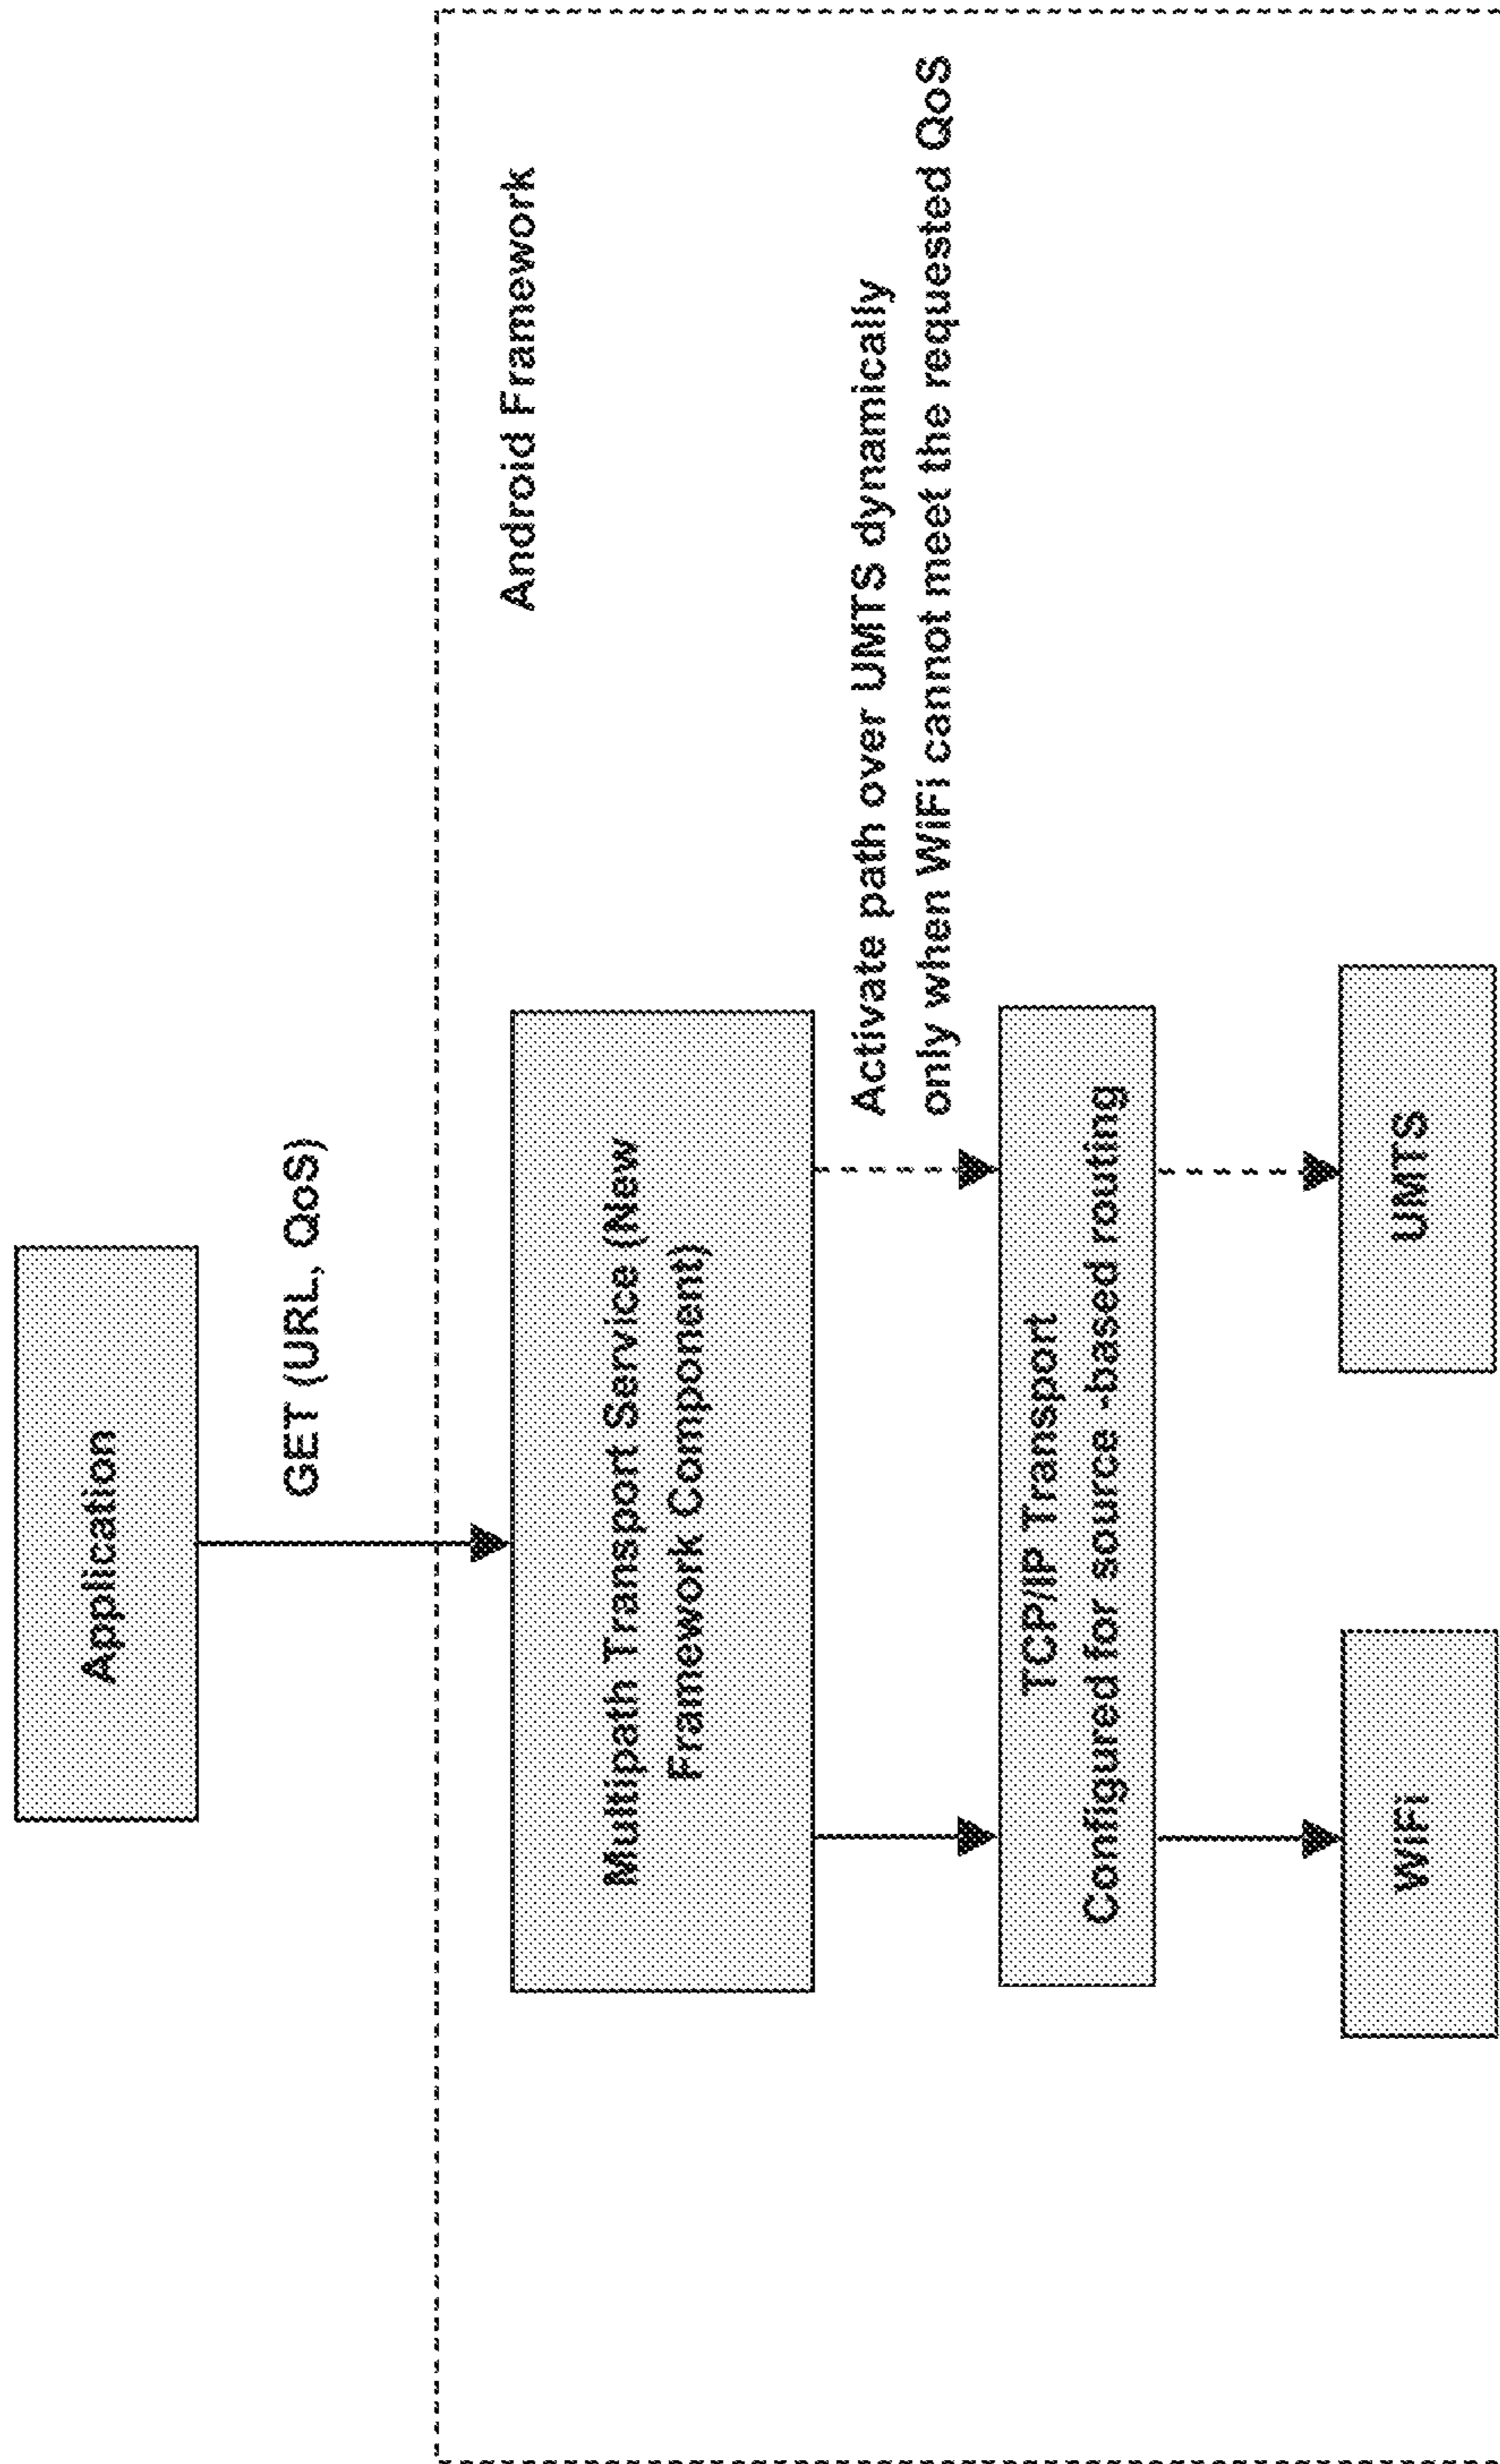 Application
GET (URL, QoS)
Android Framework
Multipath Transport Service (New
Framework Component)
Activate path over UMTS dynamically
only when WiFi cannot meet the requested QoS
TCP/IP Transport
Configured for source -based routing
WiFi
UMTS